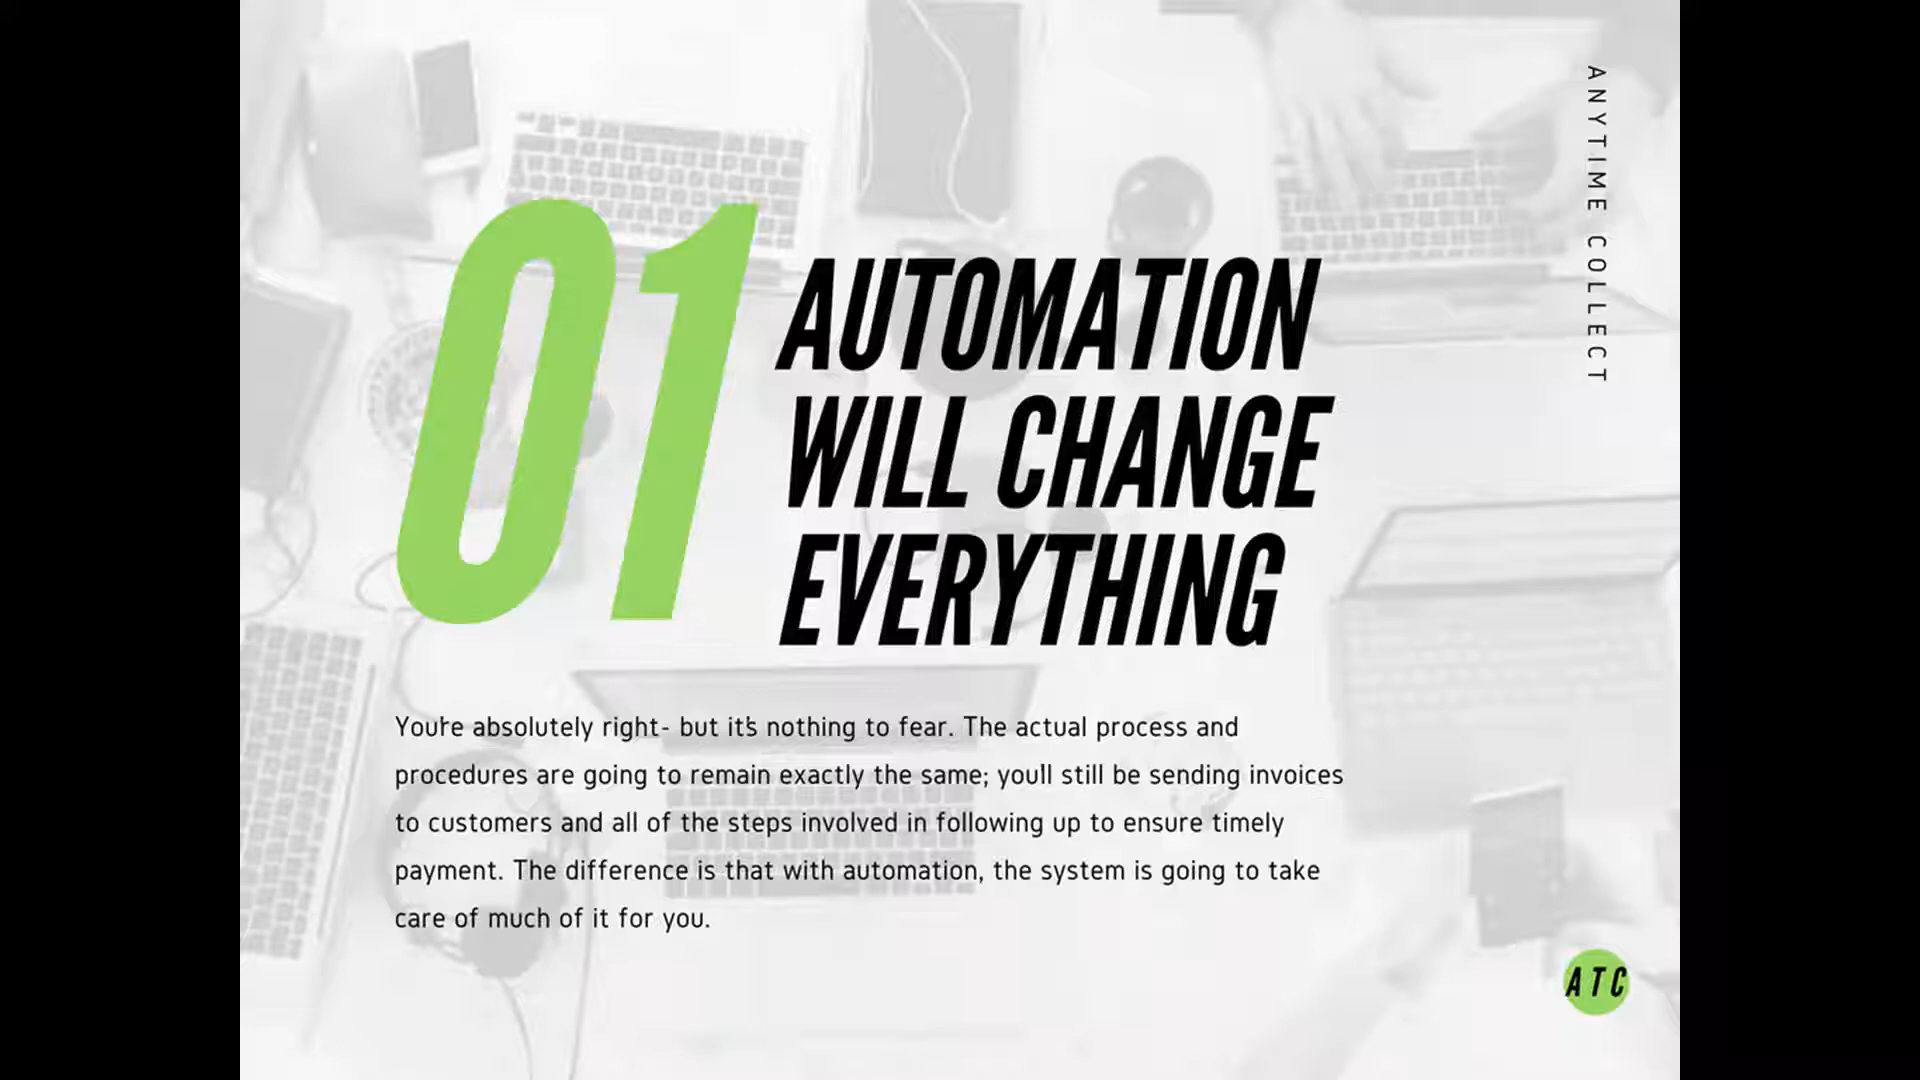 ANYTIME COLLECT
01
AUTOMATION
WILL CHANGE
EVERYTHING
You're absolutely right- but it's nothing to fear. The actual process and
procedures are going to remain exactly the same; you'll still be sending invoices
to customers and all of the steps involved in following up to ensure timely
payment. The difference is that with automation, the system is going to take
care of much of it for you.
ATC